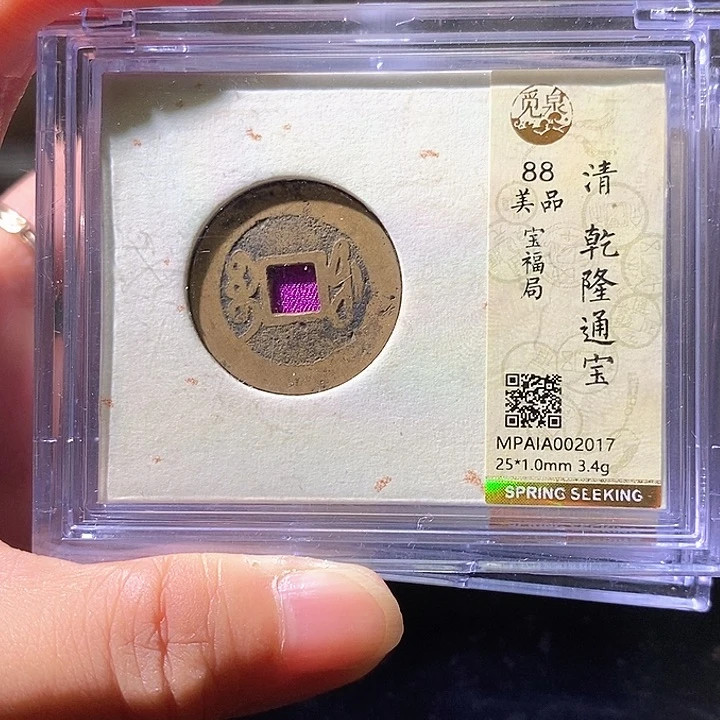 觅泉
88
美品
宝福局
清 乾隆通宝
MPAIA002017
25*1.0mm 3.4g
SPRING SEEKING